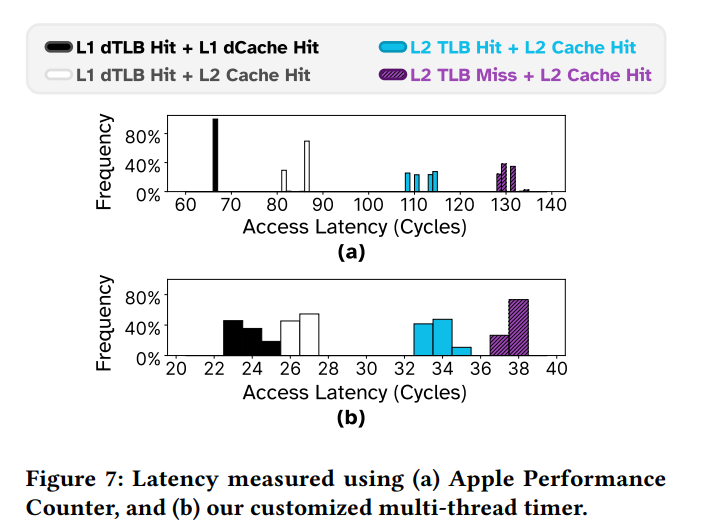 L1 dTLB Hit + L1 dCache Hit
L2 TLB Hit + L2 Cache Hit
L1 dTLB Hit + L2 Cache Hit
L2 TLB Miss + L2 Cache Hit
Frequency
80%
40%
0%
60 70 80 90 100 110 120 130 140
Access Latency (Cycles)
(a)
Frequency
80%
40%
0%
20 22 24 26 28 30 32 34 36 38 40
Access Latency (Cycles)
(b)
Figure 7: Latency measured using (a) Apple Performance
Counter, and (b) our customized multi-thread timer.